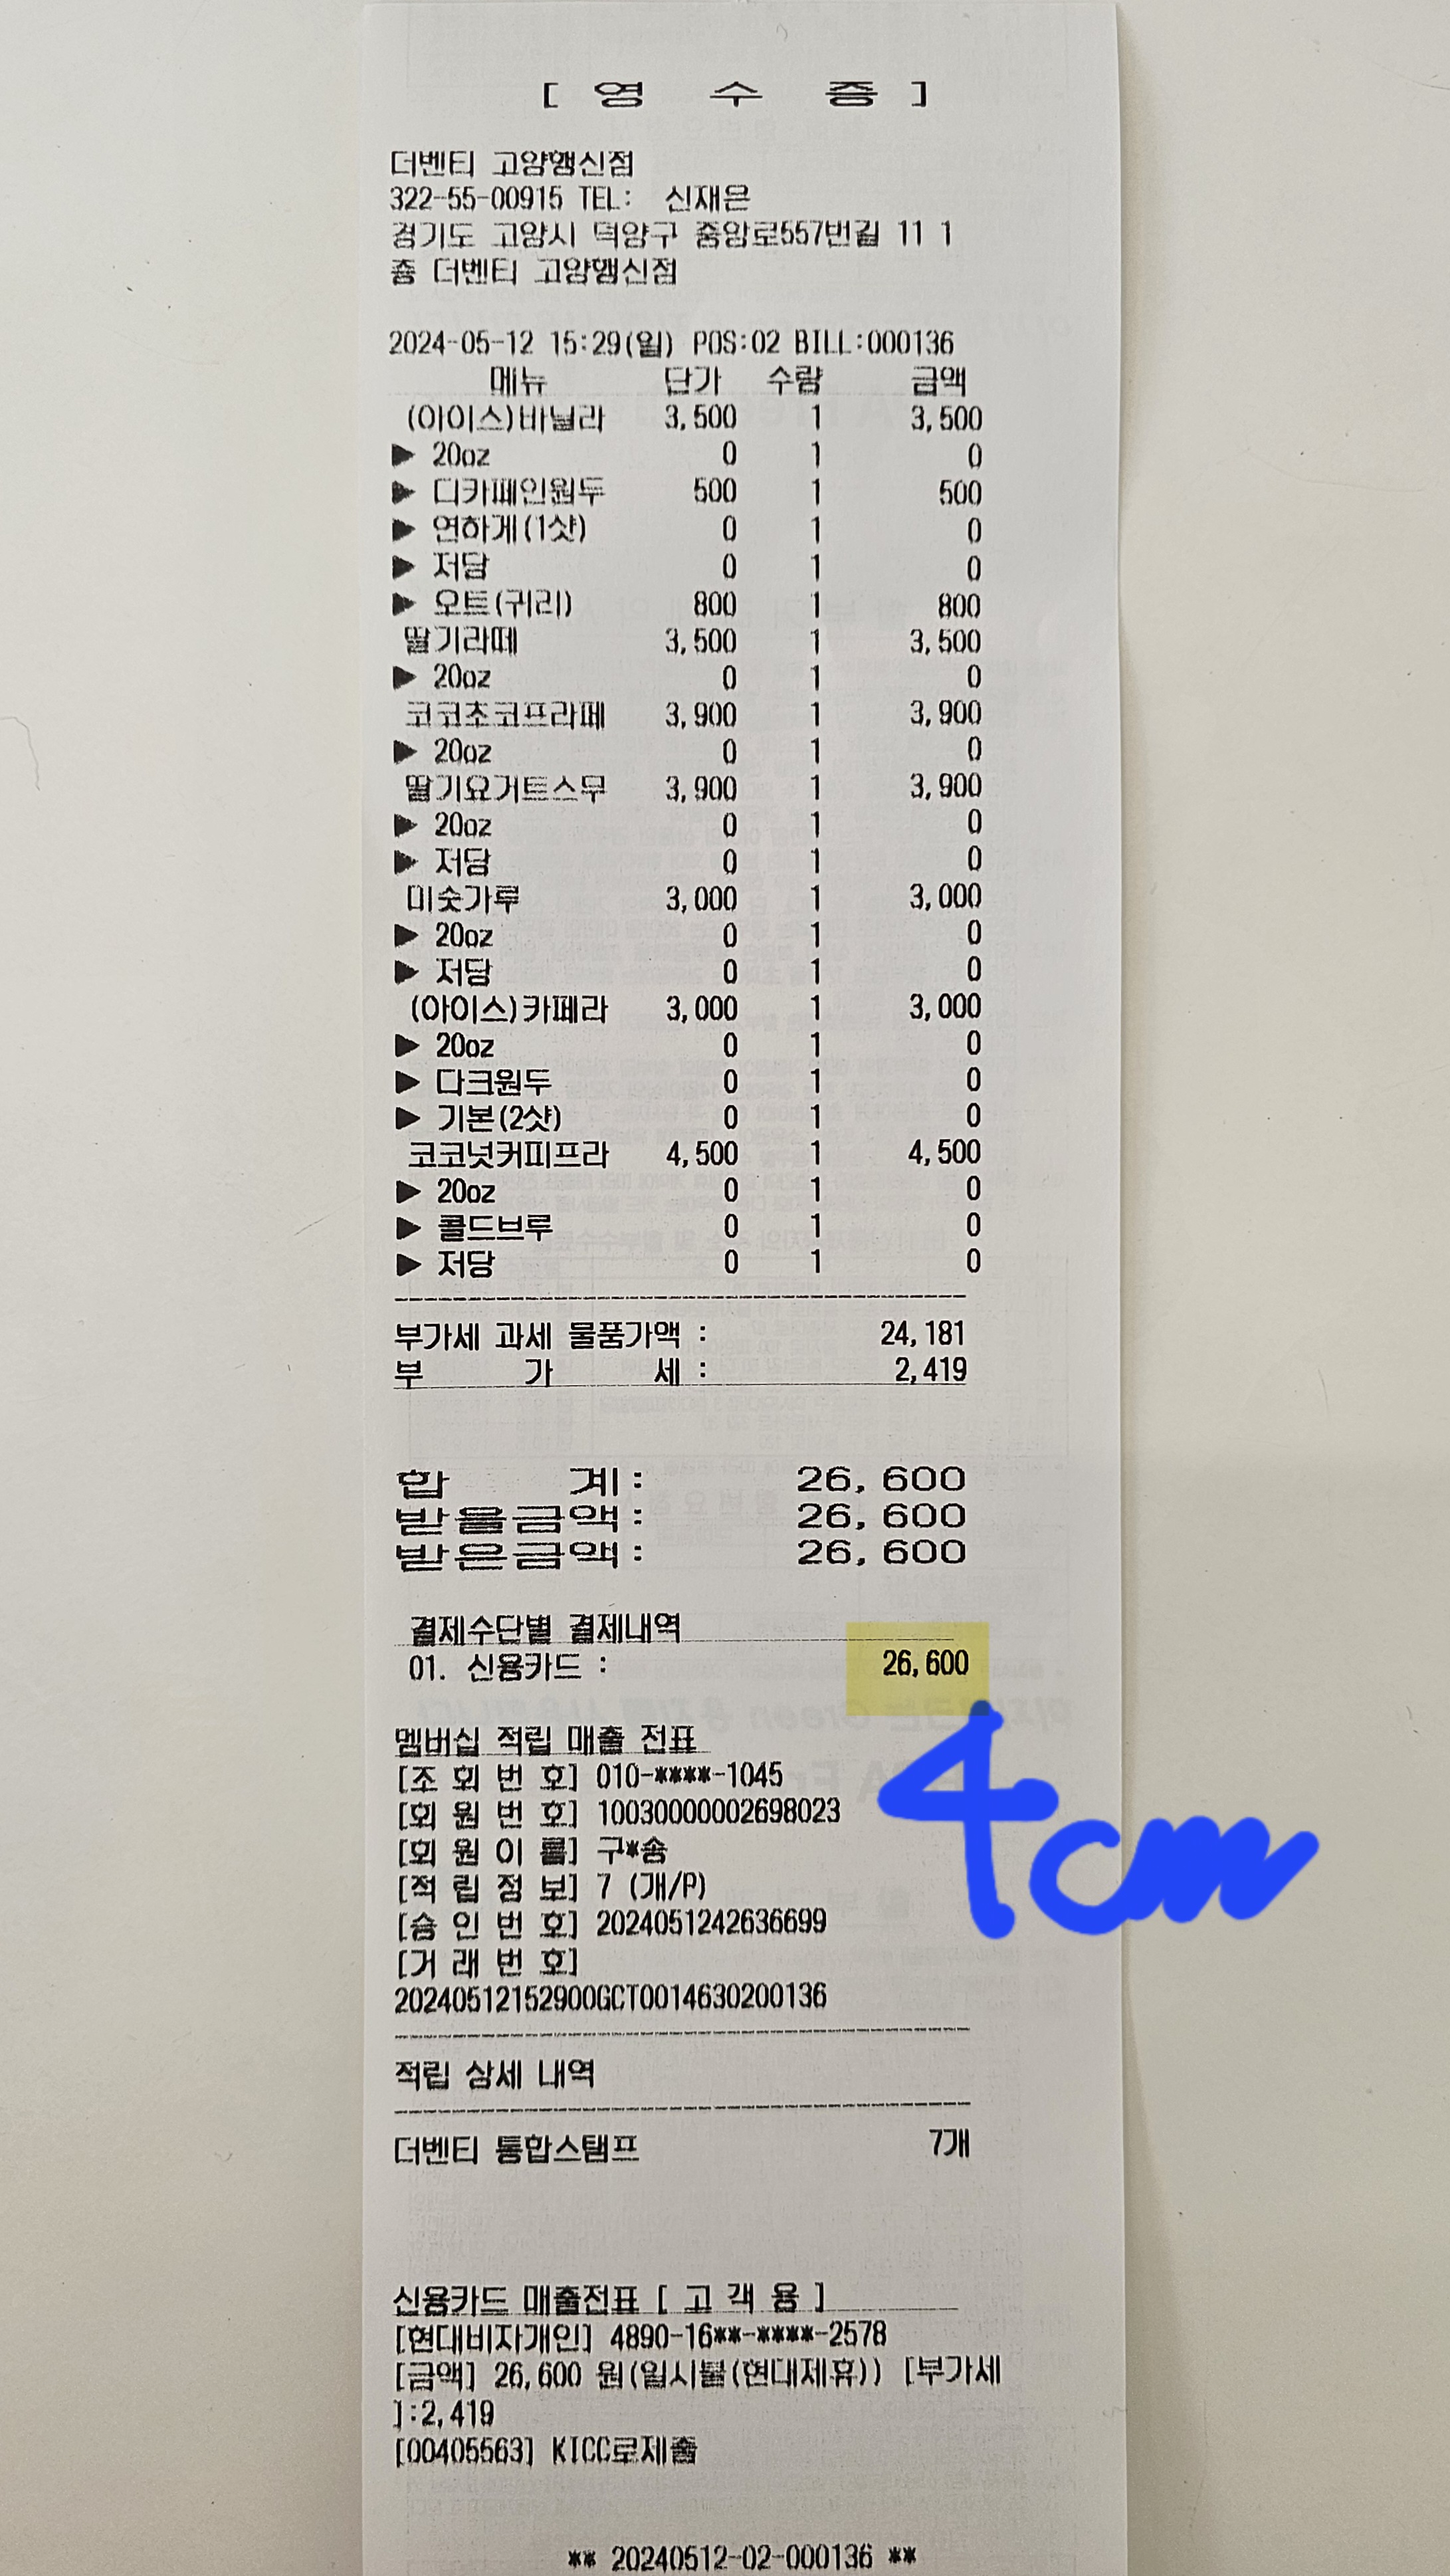 [ 영 수 증 ]
더벤티 고양행신점
322-55-00915 TEL: 신재은
경기도 고양시 덕양구 중앙로557번길 11 1
층 더벤티 고양행신점
2024-05-12 15:29(일) POS:02 BILL:000136
메뉴 단가 수량 금액
(아이스)바닐라 3,500 1 3,500
▶ 20oz 0 1 0
▶ 디카페인원두 500 1 500
▶ 연하게(1샷) 0 1 0
▶ 저당 0 1 0
▶ 오트(귀리) 800 1 800
딸기라떼 3,500 1 3,500
▶ 20oz 0 1 0
코코초코프라페 3,900 1 3,900
▶ 20oz 0 1 0
딸기요거트스무 3,900 1 3,900
▶ 20oz 0 1 0
▶ 저당 0 1 0
미숫가루 3,000 1 3,000
▶ 20oz 0 1 0
▶ 저당 0 1 0
(아이스)카페라 3,000 1 3,000
▶ 20oz 0 1 0
▶ 다크원두 0 1 0
▶ 기본(2샷) 0 1 0
코코넛커피프라 4,500 1 4,500
▶ 20oz 0 1 0
▶ 콜드브루 0 1 0
▶ 저당 0 1 0
부가세 과세 물품가액 : 24,181
부 가 세 : 2,419
합 계: 26,600
받을금액: 26,600
받은금액: 26,600
결제수단별 결제내역
01. 신용카드 : 26,600
4cm
멤버십 적립 매출 전표
[조 회 번 호] 010-****-1045
[회 원 번 호] 10030000002698023
[회 원 이 름] 구*송
[적 립 정 보] 7 (개/P)
[승 인 번 호] 2024051242636699
[거 래 번 호]
20240512152900GCT0014630200136
적립 상세 내역
더벤티 통합스탬프 7개
신용카드 매출전표 [ 고 객 용 ]
[현대비자개인] 4890-16**-****-2578
[금액] 26,600 원(일시불(현대제휴)) [부가세
]:2,419
[00405563] KICC로제출
** 20240512-02-000136 **